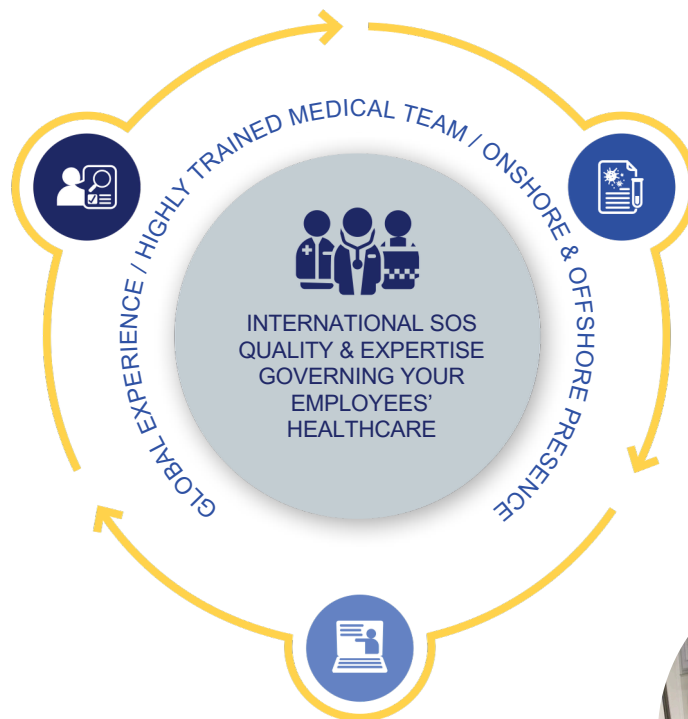 GLOBAL EXPERIENCE / HIGHLY TRAINED MEDICAL TEAM / ONSHORE & OFFSHORE PRESENCE
INTERNATIONAL SOS
QUALITY & EXPERTISE
GOVERNING YOUR
EMPLOYEES’
HEALTHCARE